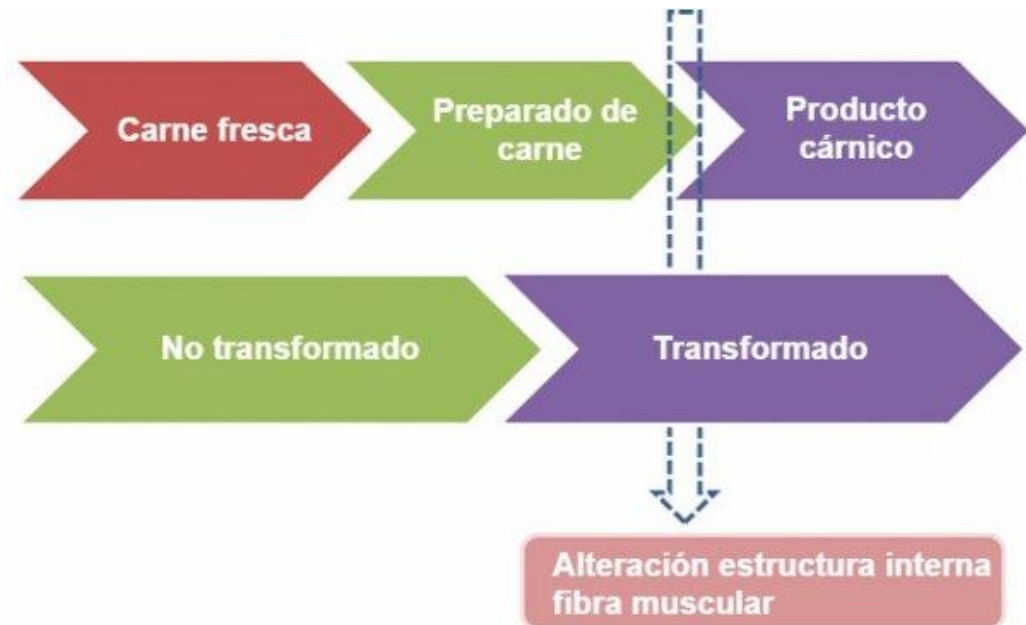 Carne fresca
Preparado de
carne
Producto
cárnico
No transformado
Transformado
Alteración estructura interna
fibra muscular